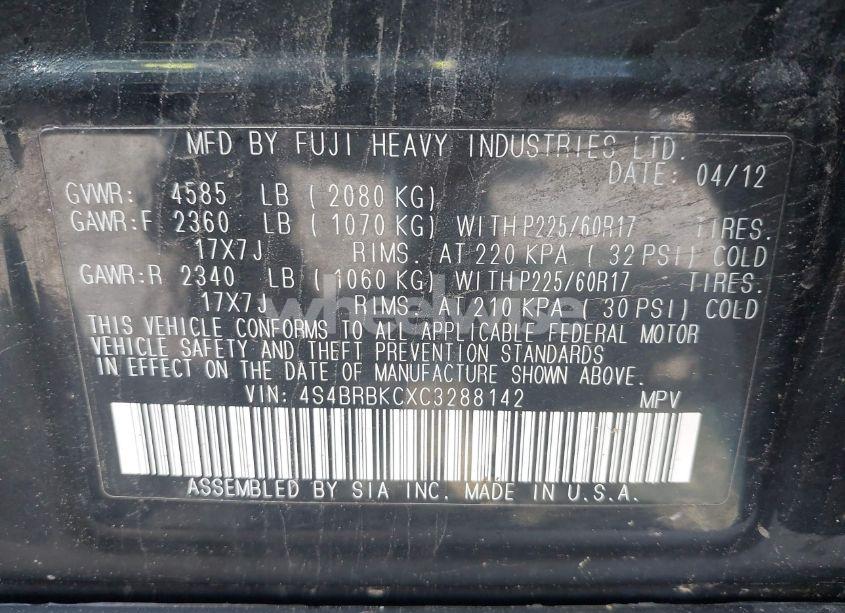 MFD BY FUJI HEAVY INDUSTRIES LTD.
DATE: 04/12
GVWR: 4585 LB ( 2080 KG)
GAWR:F 2360 LB ( 1070 KG) WITH P225/60R17 TIRES.
17X7J RIMS. AT 220 KPA ( 32 PSI) COLD
GAWR:R 2340 LB ( 1060 KG) WITH P225/60R17 TIRES.
17X7J RIMS. AT 210 KPA ( 30 PSI) COLD
wheelwise
THIS VEHICLE CONFORMS TO ALL APPLICABLE FEDERAL MOTOR
VEHICLE SAFETY AND THEFT PREVENTION STANDARDS
IN EFFECT ON THE DATE OF MANUFACTURE SHOWN ABOVE.
VIN: 4S4BRBKCXC3288142 MPV
ASSEMBLED BY SIA INC. MADE IN U.S.A.